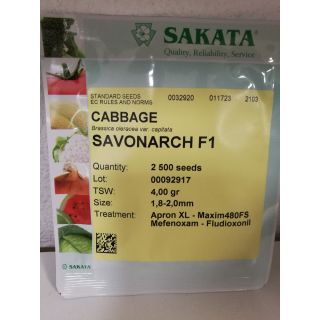 SAKATA®
Quality, Reliability, Service
STANDARD SEEDS 0032920 011723 2103
EC RULES AND NORMS
CABBAGE
Brassica oleracea var. capitata
SAVONARCH F1
Quantity: 2 500 seeds
Lot: 00092917
TSW: 4,00 gr
Size: 1,8-2,0mm
Treatment: Apron XL - Maxim480FS
Mefenoxam - Fludioxonil
SAKATA